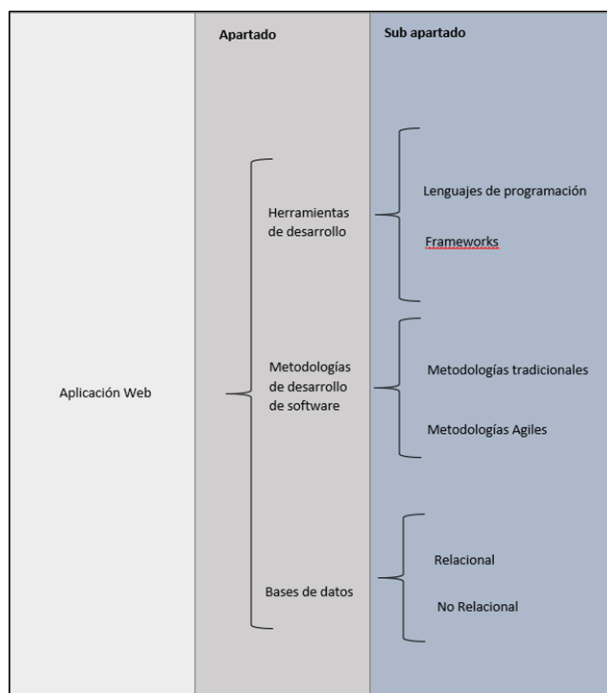 Apartado
Sub apartado
Lenguajes de programación
Herramientas
de desarrollo
Frameworks
Aplicación Web
Metodologías
de desarrollo
de software
Metodologías tradicionales
Metodologías Agiles
Relacional
Bases de datos
No Relacional